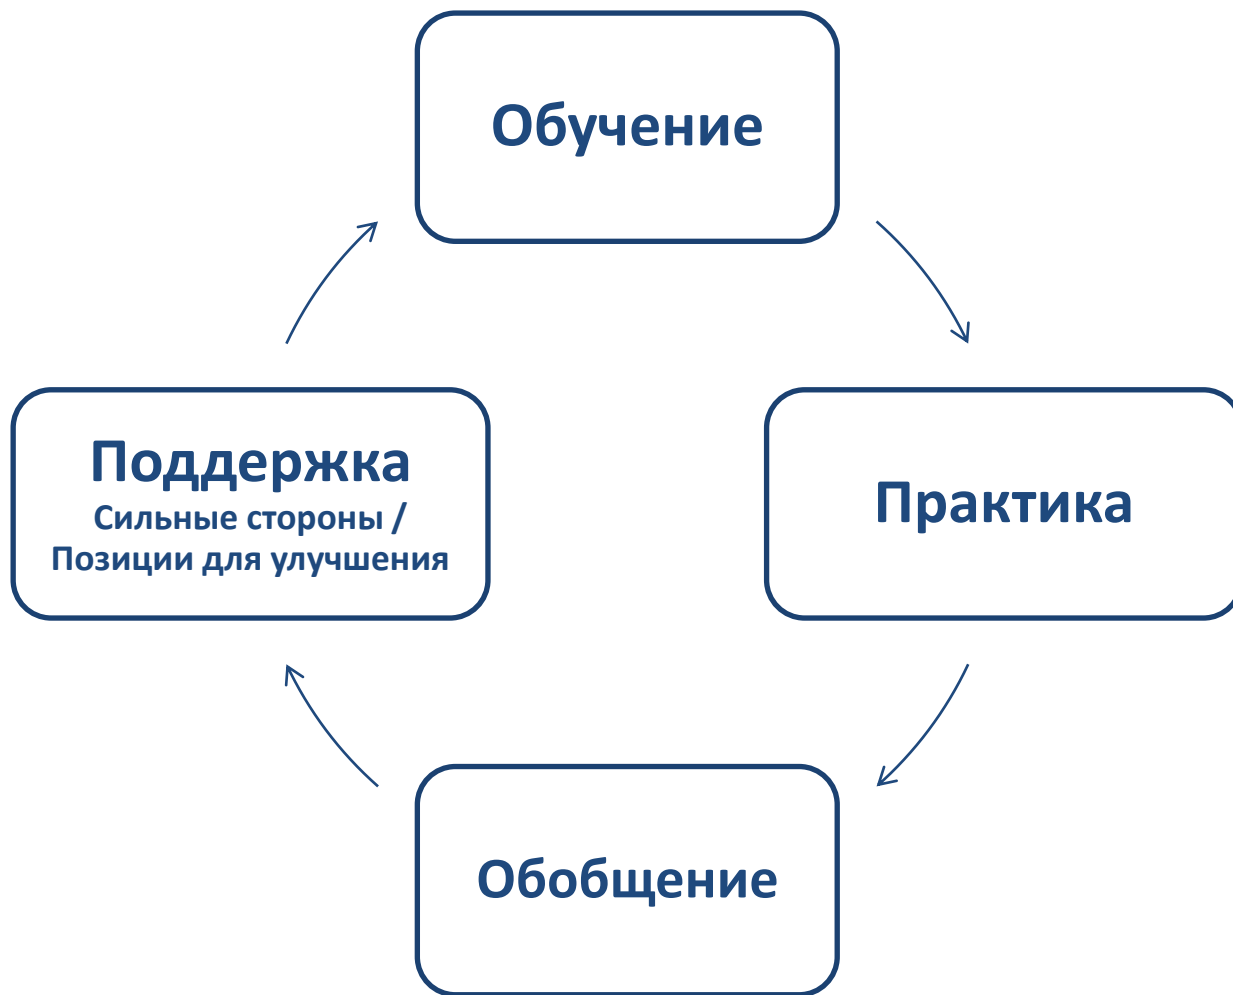 Обучение
Поддержка
Сильные стороны /
Позиции для улучшения
Практика
Обобщение